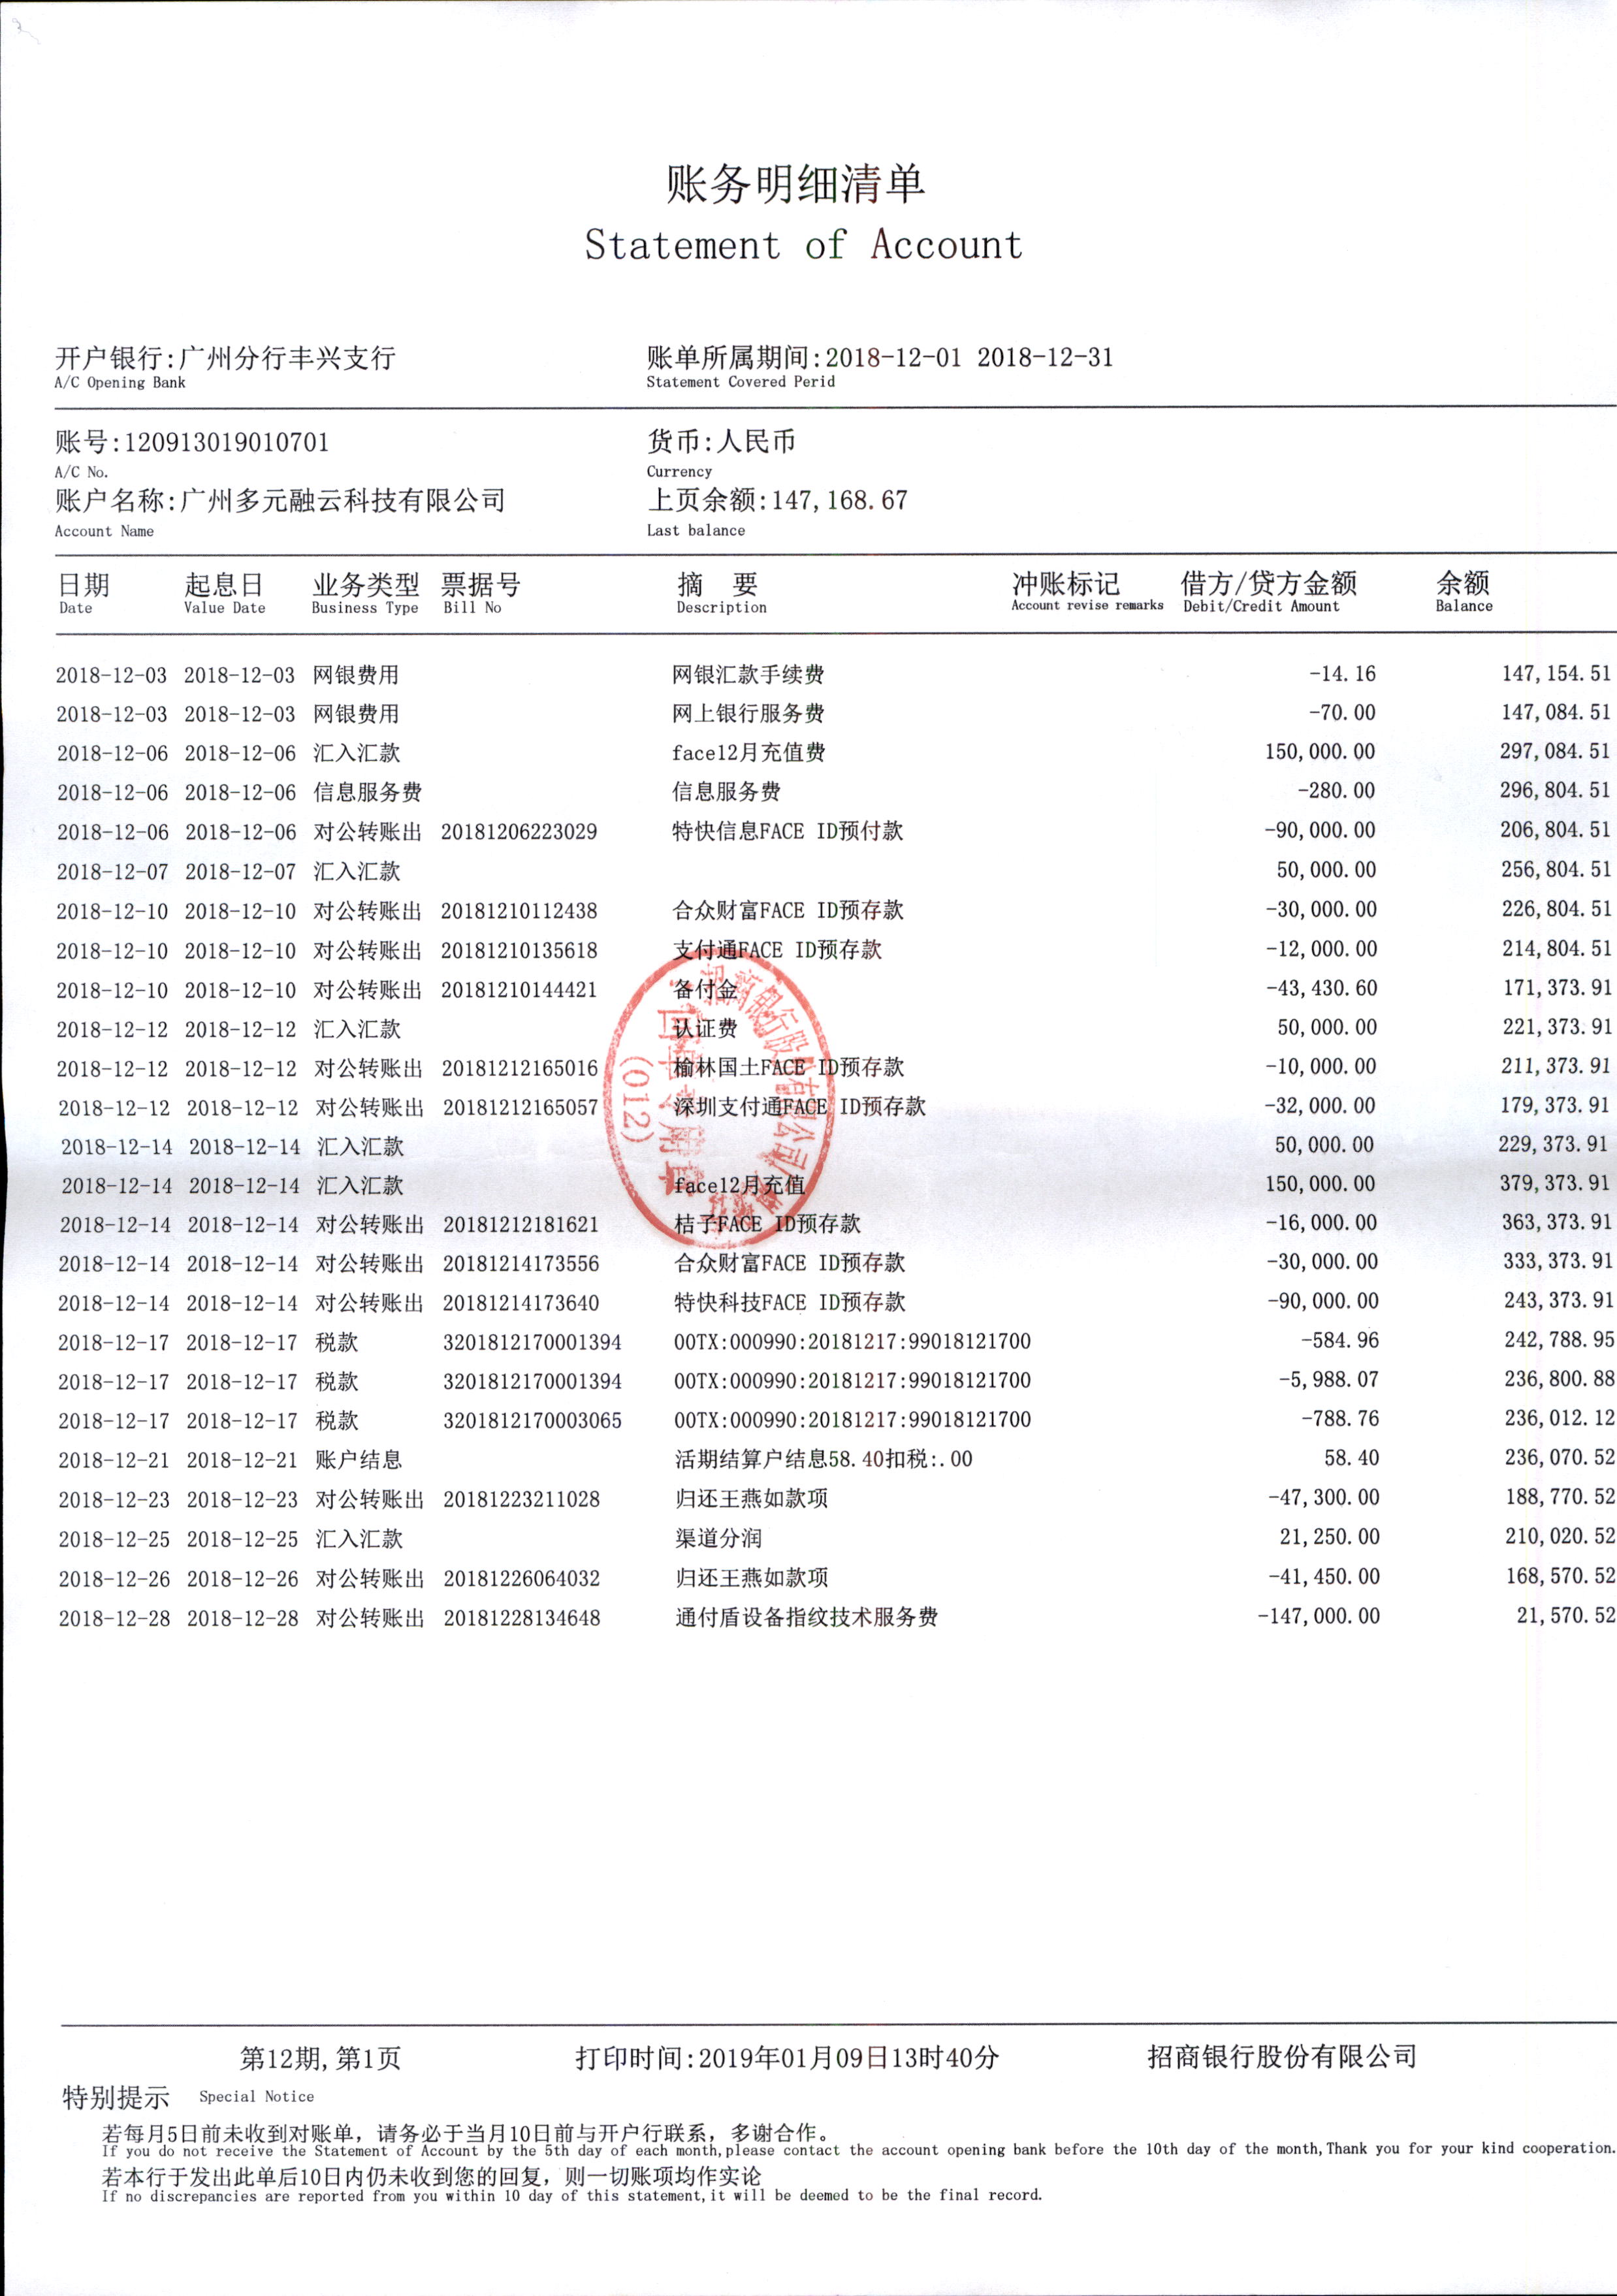 账务明细清单
Statement of Account
开户银行:广州分行丰兴支行 账单所属期间:2018-12-01 2018-12-31
A/C Opening Bank Statement Covered Perid
账号:120913019010701 货币:人民币
A/C No. Currency
账户名称:广州多元融云科技有限公司 上页余额:147,168.67
Account Name Last balance
日期 起息日 业务类型 票据号 摘 要 冲账标记 借方/贷方金额 余额
Date Value Date Business Type Bill No Description Account revise remarks Debit/Credit Amount Balance
2018-12-03 2018-12-03 网银费用 网银汇款手续费 -14.16 147,154.51
2018-12-03 2018-12-03 网银费用 网上银行服务费 -70.00 147,084.51
2018-12-06 2018-12-06 汇入汇款 face12月充值费 150,000.00 297,084.51
2018-12-06 2018-12-06 信息服务费 信息服务费 -280.00 296,804.51
2018-12-06 2018-12-06 对公转账出 20181206223029 特快信息FACE ID预付款 -90,000.00 206,804.51
2018-12-07 2018-12-07 汇入汇款 50,000.00 256,804.51
2018-12-10 2018-12-10 对公转账出 20181210112438 合众财富FACE ID预存款 -30,000.00 226,804.51
2018-12-10 2018-12-10 对公转账出 20181210135618 支付通FACE ID预存款 -12,000.00 214,804.51
2018-12-10 2018-12-10 对公转账出 20181210144421 备付金 -43,430.60 171,373.91
2018-12-12 2018-12-12 汇入汇款 认证费 50,000.00 221,373.91
2018-12-12 2018-12-12 对公转账出 20181212165016 榆林国土FACE ID预存款 -10,000.00 211,373.91
2018-12-12 2018-12-12 对公转账出 20181212165057 深圳支付通FACE ID预存款 -32,000.00 179,373.91
2018-12-14 2018-12-14 汇入汇款 50,000.00 229,373.91
2018-12-14 2018-12-14 汇入汇款 face12月充值 150,000.00 379,373.91
2018-12-14 2018-12-14 对公转账出 20181212181621 桔子FACE ID预存款 -16,000.00 363,373.91
2018-12-14 2018-12-14 对公转账出 20181214173556 合众财富FACE ID预存款 -30,000.00 333,373.91
2018-12-14 2018-12-14 对公转账出 20181214173640 特快科技FACE ID预存款 -90,000.00 243,373.91
2018-12-17 2018-12-17 税款 3201812170001394 00TX:000990:20181217:99018121700 -584.96 242,788.95
2018-12-17 2018-12-17 税款 3201812170001394 00TX:000990:20181217:99018121700 -5,988.07 236,800.88
2018-12-17 2018-12-17 税款 3201812170003065 00TX:000990:20181217:99018121700 -788.76 236,012.12
2018-12-21 2018-12-21 账户结息 活期结算户结息58.40扣税:.00 58.40 236,070.52
2018-12-23 2018-12-23 对公转账出 20181223211028 归还王燕如款项 -47,300.00 188,770.52
2018-12-25 2018-12-25 汇入汇款 渠道分润 21,250.00 210,020.52
2018-12-26 2018-12-26 对公转账出 20181226064032 归还王燕如款项 -41,450.00 168,570.52
2018-12-28 2018-12-28 对公转账出 20181228134648 通付盾设备指纹技术服务费 -147,000.00 21,570.52
招商银行股份有限公司
(012)
第12期,第1页 打印时间:2019年01月09日13时40分 招商银行股份有限公司
特别提示 Special Notice
若每月5日前未收到对账单，请务必于当月10日前与开户行联系，多谢合作。
If you do not receive the Statement of Account by the 5th day of each month,please contact the account opening bank before the 10th day of the month,Thank you for your kind cooperation.
若本行于发出此单后10日内仍未收到您的回复，则一切账项均作实论
If no discrepancies are reported from you within 10 day of this statement,it will be deemed to be the final record.